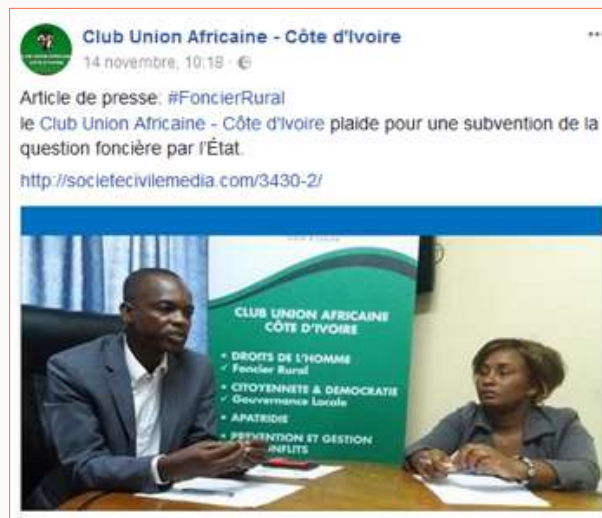 Club Union Africaine - Côte d'Ivoire
14 novembre, 10:18
Article de presse: #FoncierRural
le Club Union Africaine - Côte d'Ivoire plaide pour une subvention de la
question foncière par l'État.
http://societecivilemedia.com/3430-2/
CLUB UNION AFRICAINE
CÔTE D'IVOIRE
• DROITS DE L'HOMME
✓ Foncier Rural
• CITOYENNETE & DEMOCRATIE
✓ Gouvernance Locale
• APATRIDIE
• PREVENTION ET GESTION